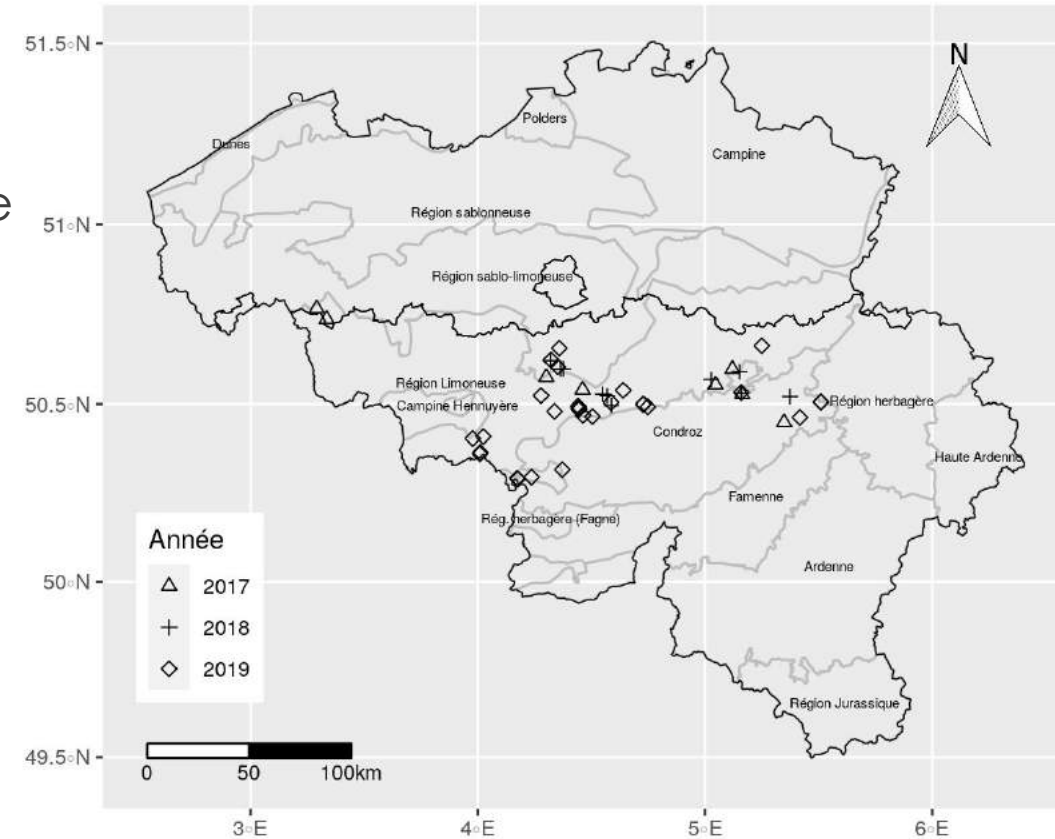 51.5°N
N
Polders
Dunes
Campine
e
51°N
Région sablonneuse
Région sablo-limoneuse
Région Limoneuse
Campine Hennuyère
50.5°N
Région herbagère
Condroz
Haute Ardenne
Famenne
Rég. herbagère (Fagne)
Année
2017
2018
2019
50°N
Ardenne
Région Jurassique
49.5°N
0 50 100km
3°E 4°E 5°E 6°E